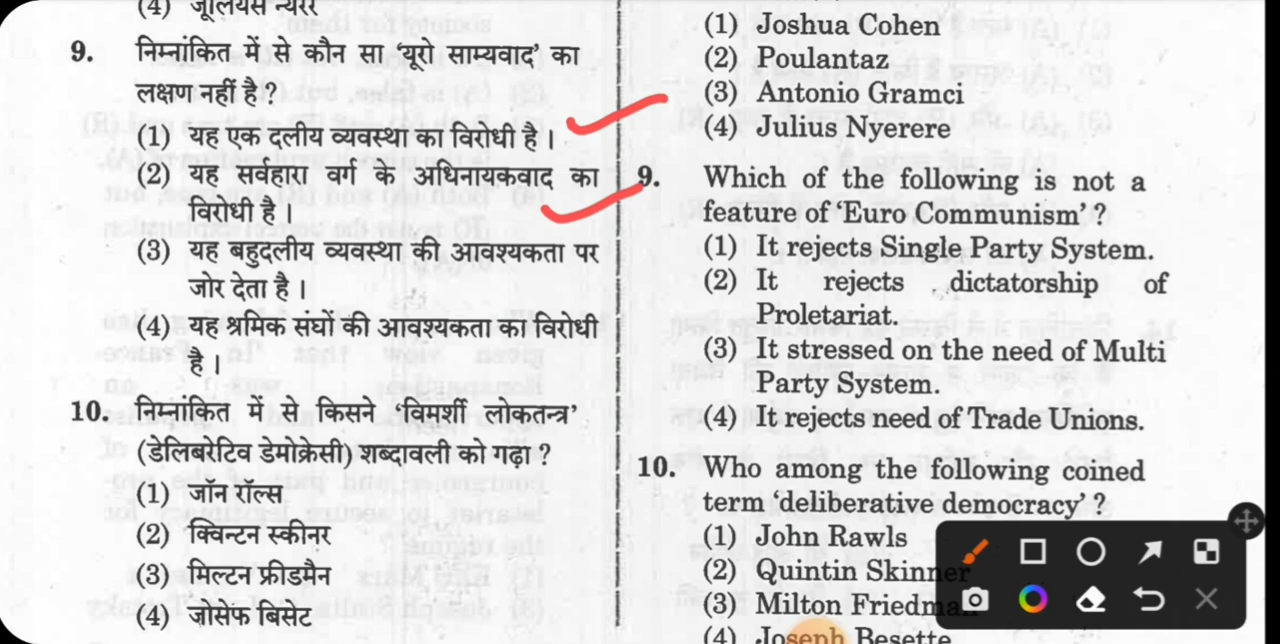 (4) जूलियस न्येरेरे
9. निम्नांकित में से कौन सा 'यूरो साम्यवाद' का
लक्षण नहीं है ?
(1) यह एक दलीय व्यवस्था का विरोधी है।
(2) यह सर्वहारा वर्ग के अधिनायकवाद का
विरोधी है ।
(3) यह बहुदलीय व्यवस्था की आवश्यकता पर
जोर देता है ।
(4) यह श्रमिक संघों की आवश्यकता का विरोधी
है ।
10. निम्नांकित में से किसने 'विमर्शी लोकतन्त्र'
(डेलिबरेटिव डेमोक्रेसी) शब्दावली को गढ़ा ?
(1) जॉन रॉल्स
(2) क्विन्टन स्कीनर
(3) मिल्टन फ्रीडमैन
(4) जोसेफ बिसेट
(1) Joshua Cohen
(2) Poulantaz
(3) Antonio Gramci
(4) Julius Nyerere
9. Which of the following is not a
feature of 'Euro Communism' ?
(1) It rejects Single Party System.
(2) It rejects dictatorship of
Proletariat.
(3) It stressed on the need of Multi
Party System.
(4) It rejects need of Trade Unions.
10. Who among the following coined
term 'deliberative democracy' ?
(1) John Rawls
(2) Quintin Skinner
(3) Milton Friedman
(4) Joseph Besette